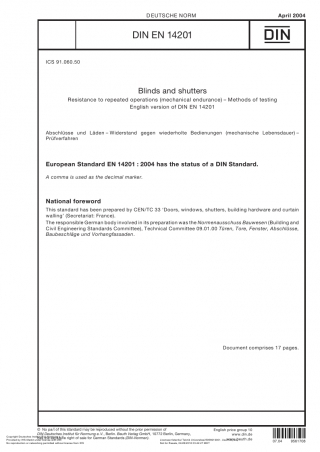 DEUTSCHE NORM
April 2004
DIN EN 14201
DIN
ICS 91.060.50
Blinds and shutters
Resistance to repeated operations (mechanical endurance) – Methods of testing
English version of DIN EN 14201
Abschlüsse und Läden – Widerstand gegen wiederholte Bedienungen (mechanische Lebensdauer) –
Prüfverfahren
European Standard EN 14201 : 2004 has the status of a DIN Standard.
A comma is used as the decimal marker.
National foreword
This standard has been prepared by CEN/TC 33 'Doors, windows, shutters, building hardware and curtain
walling' (Secretariat: France).
The responsible German body involved in its preparation was the Normenausschuss Bauwesen (Building and
Civil Engineering Standards Committee), Technical Committee 09.01.00 Türen, Tore, Fenster, Abschlüsse,
Baubeschläge und Vorhangfassaden.
Document comprises 17 pages.
© No part of this standard may be reproduced without the prior permission of
DIN Deutsches Institut für Normung e.V., Berlin. Beuth Verlag GmbH, 10772 Berlin, Germany,
has the exclusive right of sale for German Standards (DIN-Normen).
English price group 10
www.din.de
www.beuth.de